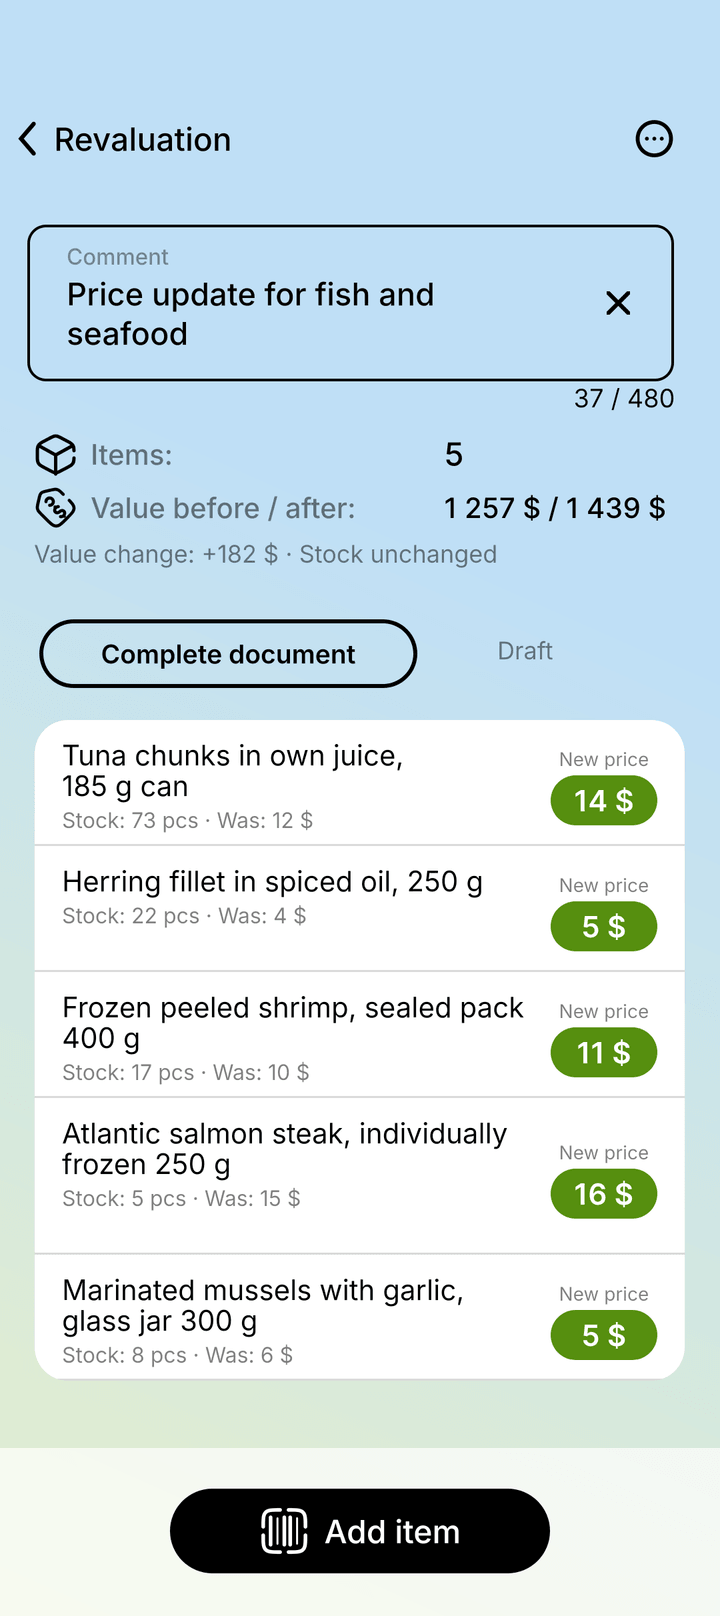 Revaluation
Comment
Price update for fish and
seafood
37 / 480
Items: 5
Value before / after: 1 257 $ / 1 439 $
Value change: +182 $ · Stock unchanged
Complete document
Draft
Tuna chunks in own juice,
185 g can
Stock: 73 pcs · Was: 12 $
New price
14 $
Herring fillet in spiced oil, 250 g
Stock: 22 pcs · Was: 4 $
New price
5 $
Frozen peeled shrimp, sealed pack
400 g
Stock: 17 pcs · Was: 10 $
New price
11 $
Atlantic salmon steak, individually
frozen 250 g
Stock: 5 pcs · Was: 15 $
New price
16 $
Marinated mussels with garlic,
glass jar 300 g
Stock: 8 pcs · Was: 6 $
New price
5 $
Add item